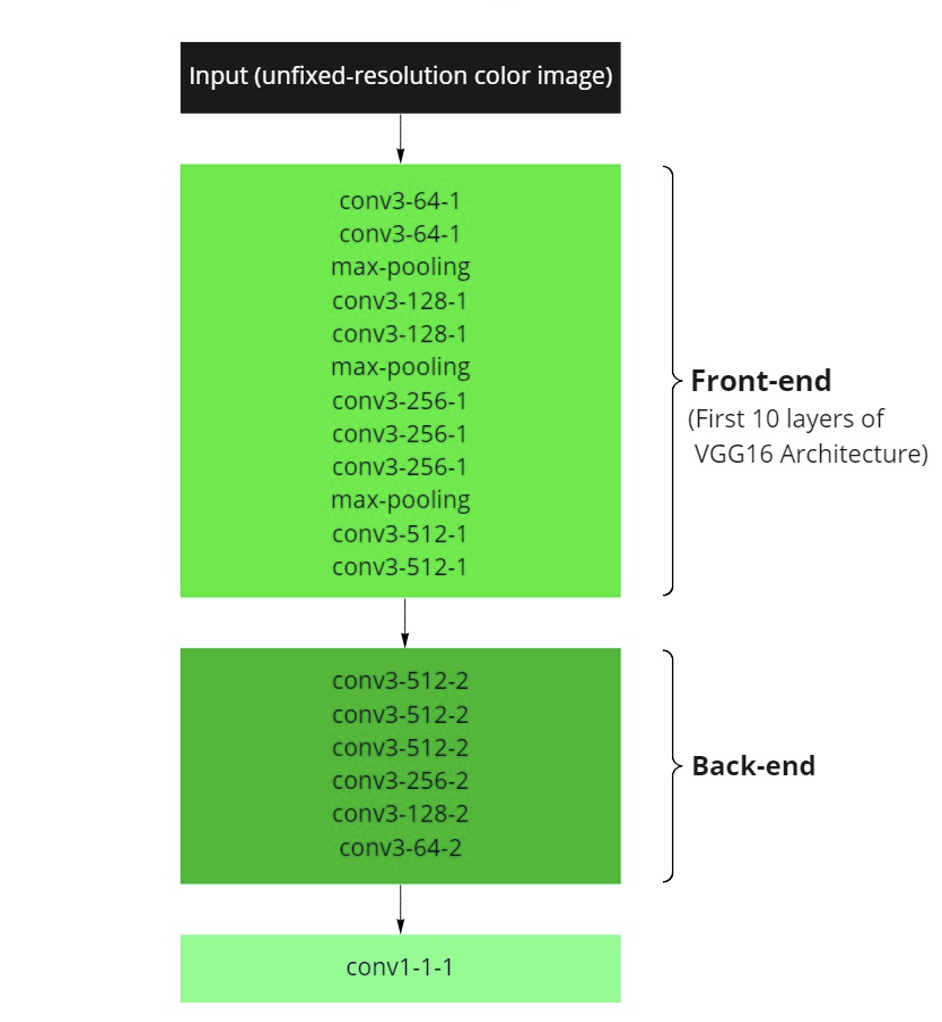 Input (unfixed-resolution color image)
conv3-64-1
conv3-64-1
max-pooling
conv3-128-1
conv3-128-1
max-pooling
conv3-256-1
conv3-256-1
conv3-256-1
max-pooling
conv3-512-1
conv3-512-1
Front-end
(First 10 layers of
VGG16 Architecture)
conv3-512-2
conv3-512-2
conv3-512-2
conv3-256-2
conv3-128-2
conv3-64-2
Back-end
conv1-1-1